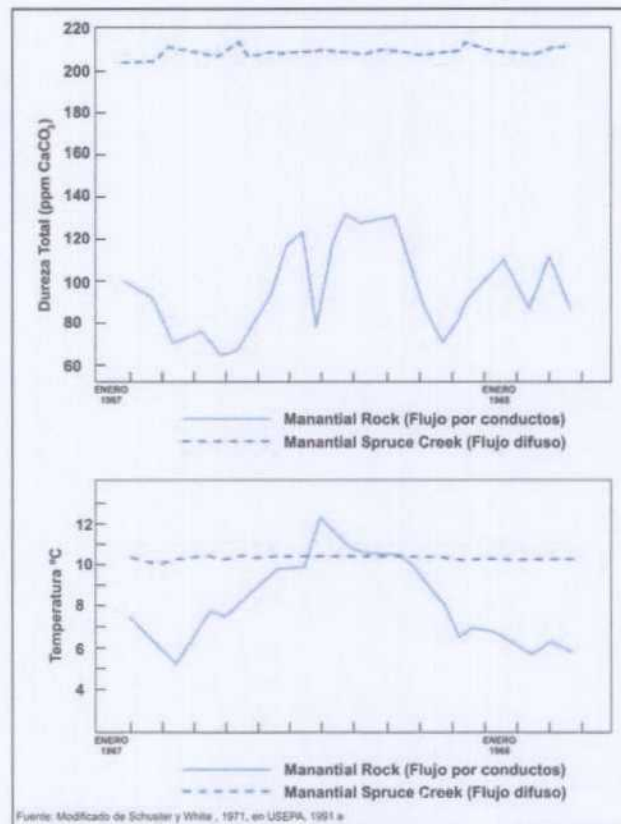 Dureza Total (ppm CaCO₃)
220
200
180
160
140
120
100
80
60
ENERO
1967
ENERO
1968
Manantial Rock (Flujo por conductos)
Manantial Spruce Creek (Flujo difuso)
Temperatura ºC
12
10
8
6
4
ENERO
1967
ENERO
1968
Manantial Rock (Flujo por conductos)
Manantial Spruce Creek (Flujo difuso)
Fuente: Modificado de Schuster y White , 1971, en USEPA, 1991 a